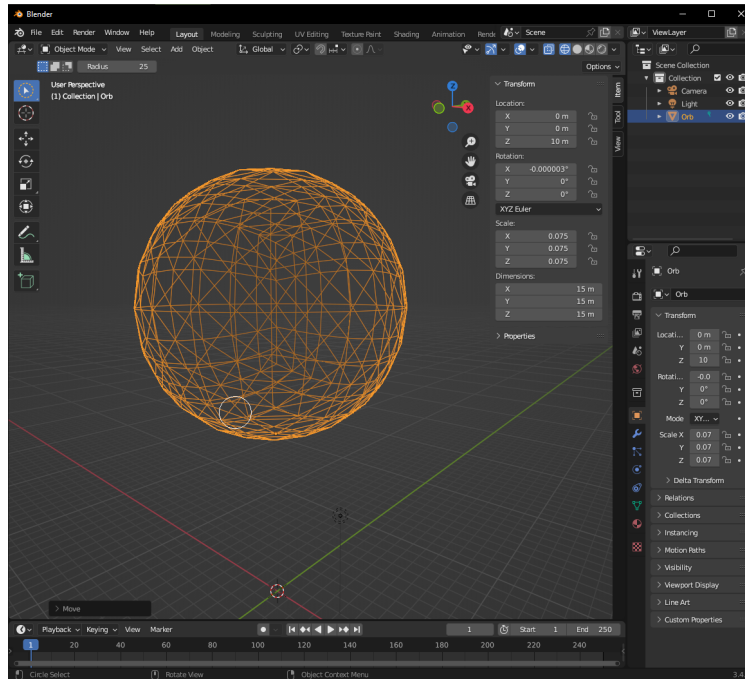 Blender
File Edit Render Window Help Layout Modeling Sculpting UV Editing Texture Paint Shading Animation Rende Scene ViewLayer
Object Mode View Select Add Object Global
Radius 25 Options
User Perspective
(1) Collection | Orb
Transform
Location:
X 0 m
Y 0 m
Z 10 m
Rotation:
X -0.000003°
Y 0°
Z 0°
XYZ Euler
Scale:
X 0.075
Y 0.075
Z 0.075
Dimensions:
X 15 m
Y 15 m
Z 15 m
Properties
Item
Tool
View
Z
X
Scene Collection
Collection
Camera
Light
Orb
Orb
Orb
Transform
Locati... 0 m
Y 0 m
Z 10
Rotati... -0.0
Y 0°
Z 0°
Mode XY...
Scale X 0.07
Y 0.07
Z 0.07
Delta Transform
Relations
Collections
Instancing
Motion Paths
Visibility
Viewport Display
Line Art
Custom Properties
Move
Playback Keying View Marker 1 Start 1 End 250
1 20 40 60 80 100 120 140 160 180 200 220 240
Circle Select Rotate View Object Context Menu 3.4